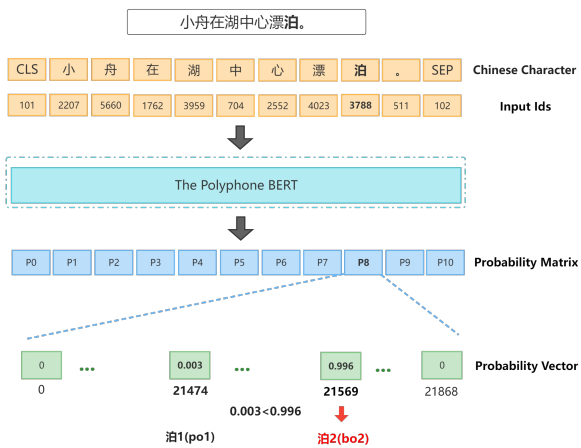 小舟在湖中心漂泊。
CLS 小 舟 在 湖 中 心 漂 泊 。 SEP Chinese Character
101 2207 5660 1762 3959 704 2552 4023 3788 511 102 Input Ids
The Polyphone BERT
P0 P1 P2 P3 P4 P5 P6 P7 P8 P9 P10 Probability Matrix
0 ... 0.003 ... 0.996 ... 0 Probability Vector
0 21474 21569 21868
0.003<0.996
泊1(po1) 泊2(bo2)